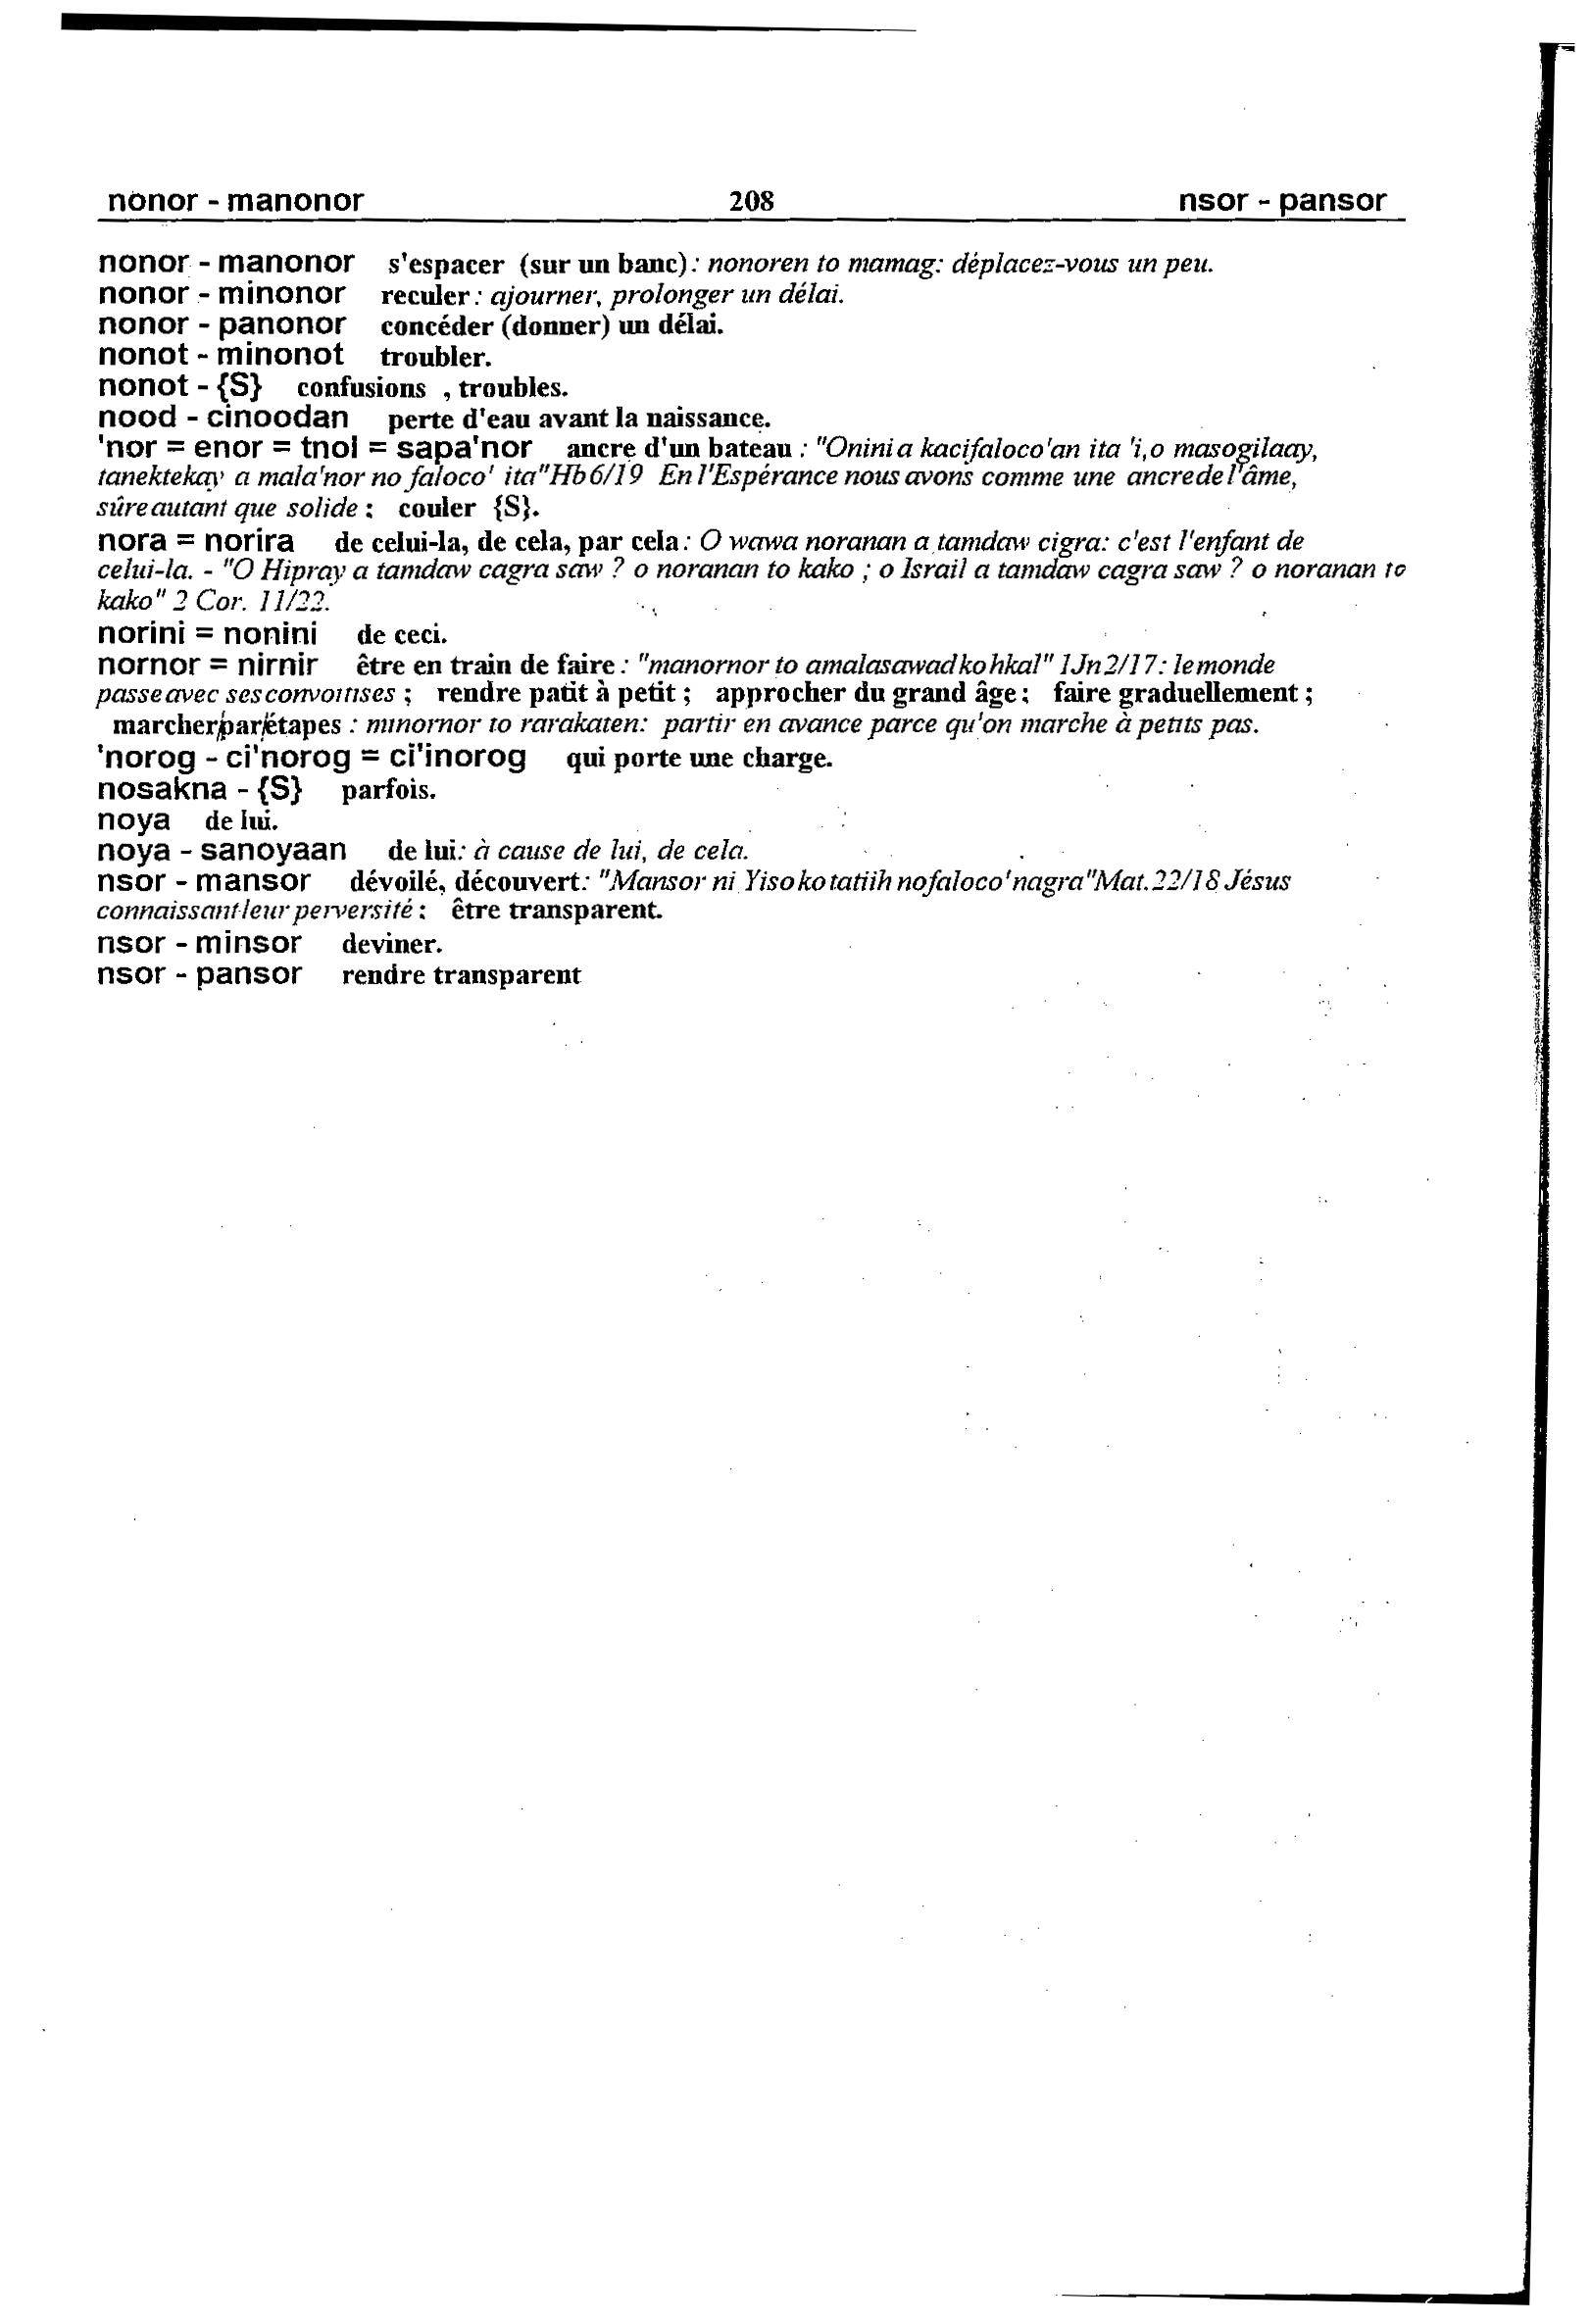 nonor - manonor 208 nsor - pansor
nonor - manonor s'espacer (sur un banc) : nonoren to mamag: déplacez-vous un peu.
nonor - minonor reculer : ajourner, prolonger un délai.
nonor - panonor concéder (donner) un délai.
nonot - minonot troubler.
nonot - {S} confusions , troubles.
nood - cinoodan perte d'eau avant la naissance.
'nor = enor = tnol = sapa'nor ancre d'un bateau : "Onini a kacifaloco'an ita 'i,o masogilaay,
tanektekay a mala'nor no faloco' ita"Hb 6/19 En l'Espérance nous avons comme une ancre de l'âme,
sûre autant que solide : couler {S}.
nora = norira de celui-la, de cela, par cela : O wawa noranan a tamdaw cigra: c'est l'enfant de
celui-la. - "O Hipray a tamdaw cagra saw ? o noranan to kako ; o Israil a tamdaw cagra saw ? o noranan to
kako" 2 Cor. 11/22.
norini = nonini de ceci.
nornor = nirnir être en train de faire : "manornor to amalasawad ko hkal" 1Jn 2/17: le monde
passe avec ses convoitises ; rendre patit à petit ; approcher du grand âge ; faire graduellement ;
marcher par étapes : minornor to rarakaten: partir en avance parce qu'on marche à petits pas.
'norog - ci'norog = ci'inorog qui porte une charge.
nosakna - {S} parfois.
noya de lui.
noya - sanoyaan de lui: à cause de lui, de cela.
nsor - mansor dévoilé, découvert: "Mansor ni Yiso ko tatiih no faloco' nagra"Mat.22/18 Jésus
connaissant leur perversité : être transparent.
nsor - minsor deviner.
nsor - pansor rendre transparent